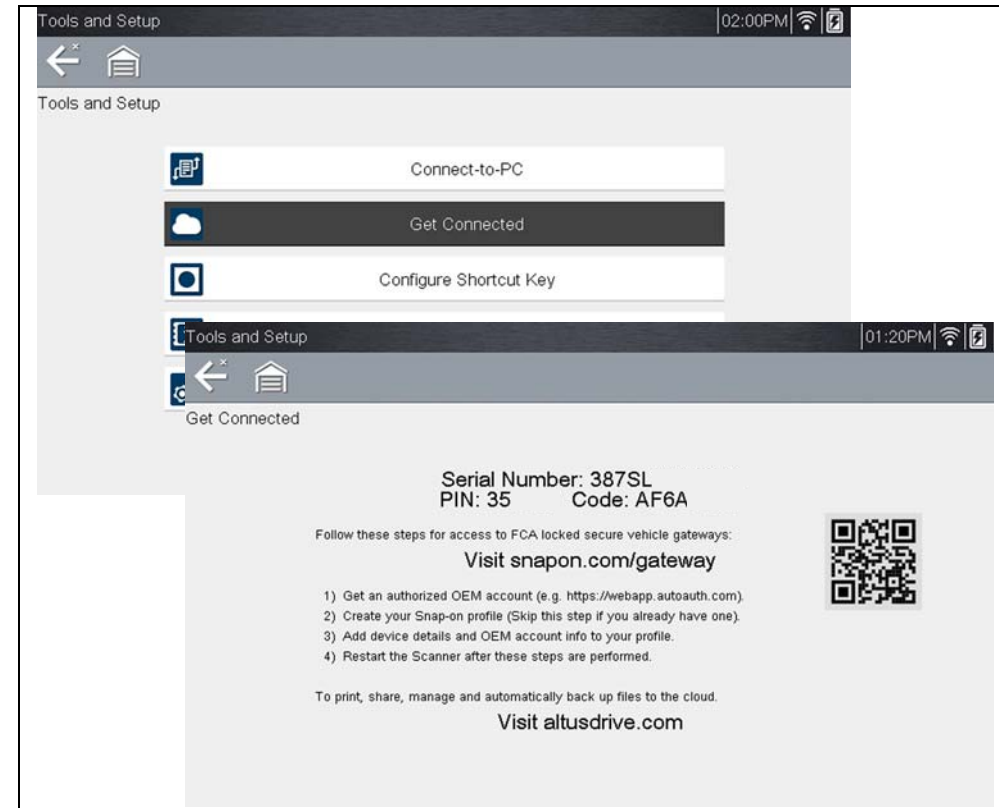 Tools and Setup
02:00PM
Tools and Setup
Connect-to-PC
Get Connected
Configure Shortcut Key
Tools and Setup
01:20PM
Get Connected
Serial Number: 387SL
PIN: 35 Code: AF6A
Follow these steps for access to FCA locked secure vehicle gateways:
Visit snapon.com/gateway
1) Get an authorized OEM account (e.g. https://webapp.autoauth.com).
2) Create your Snap-on profile (Skip this step if you already have one).
3) Add device details and OEM account info to your profile.
4) Restart the Scanner after these steps are performed.
To print, share, manage and automatically back up files to the cloud.
Visit altusdrive.com